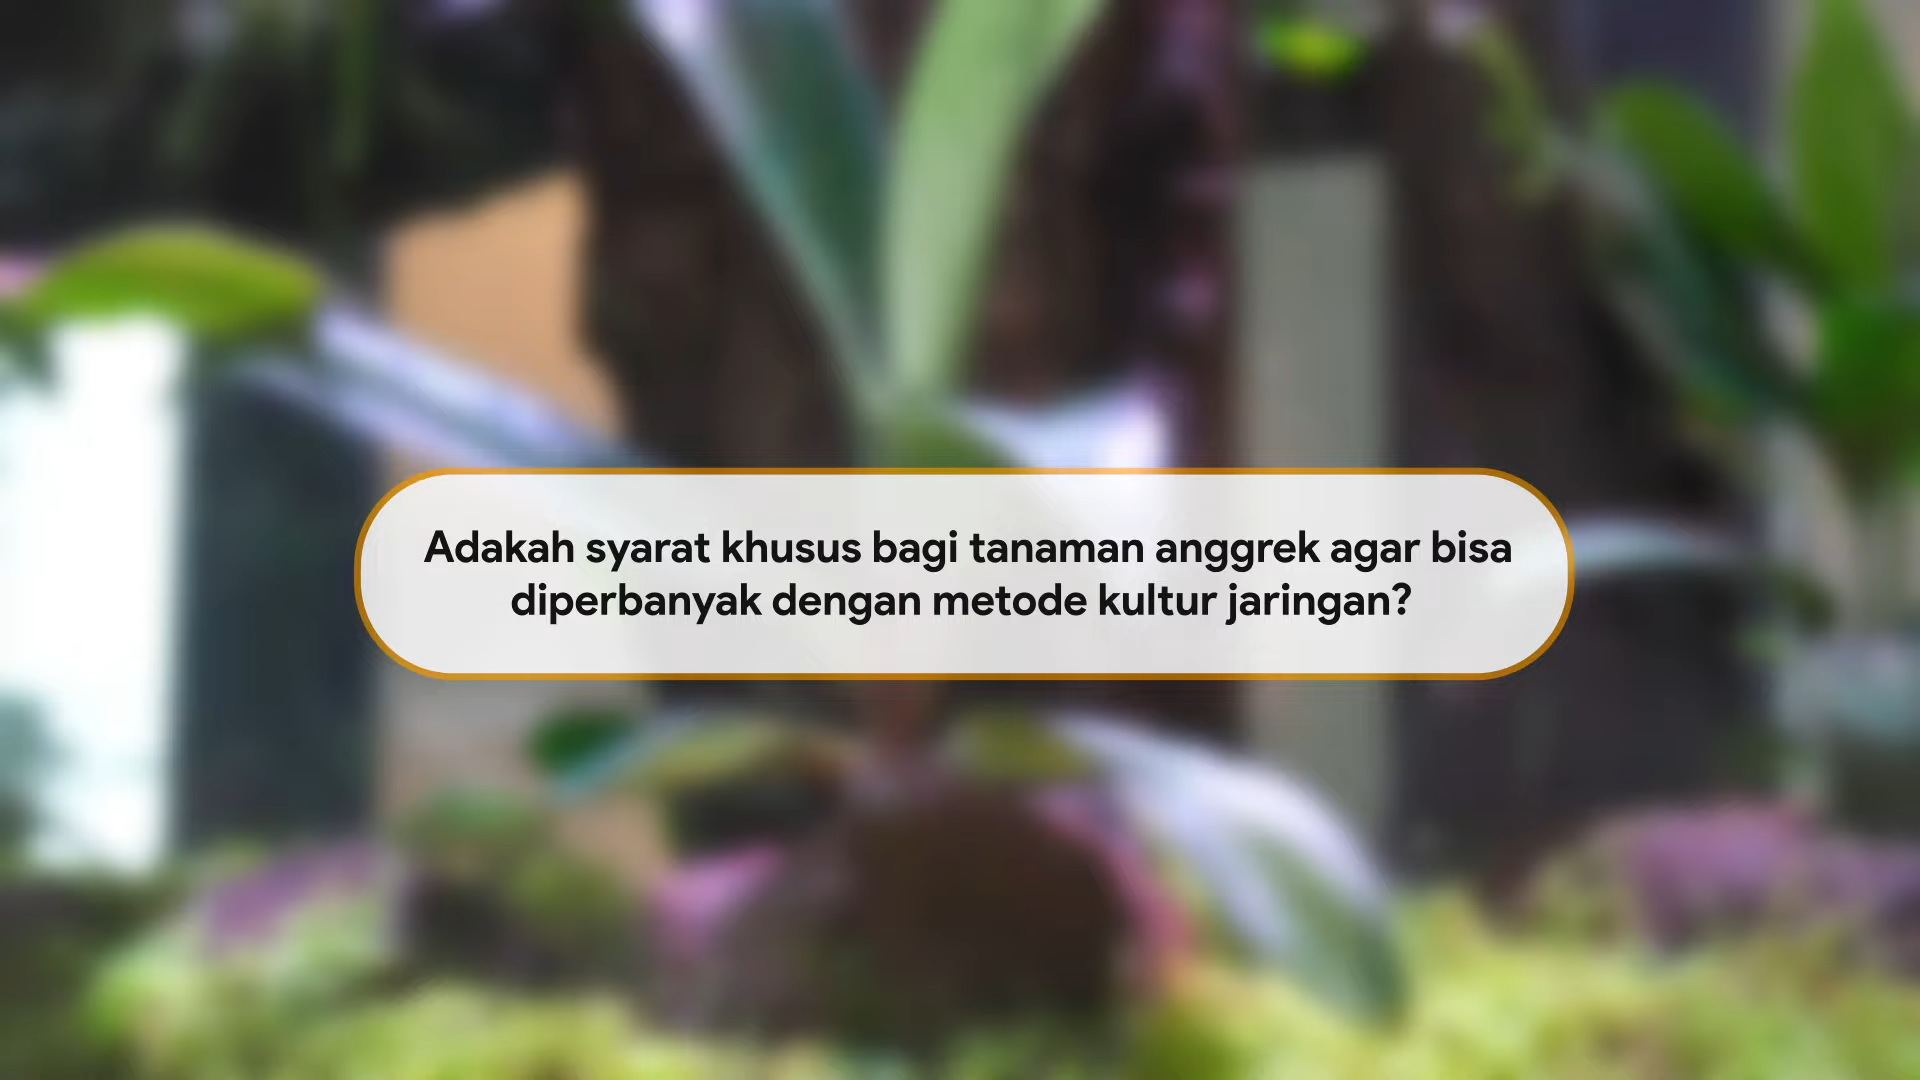 Adakah syarat khusus bagi tanaman anggrek agar bisa
diperbanyak dengan metode kultur jaringan?